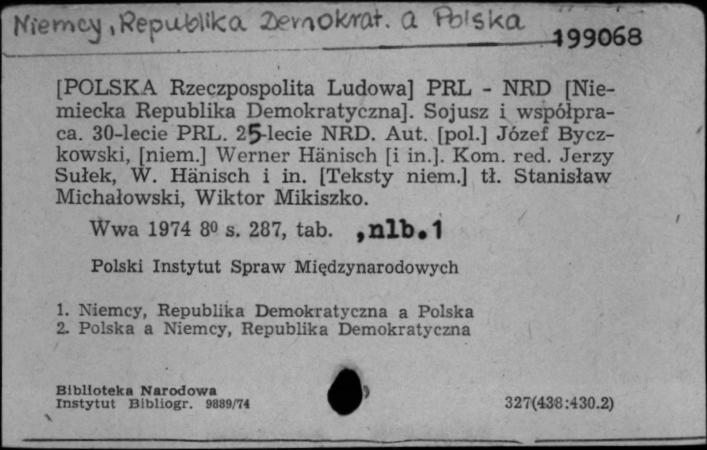 Niemcy, Republika Demokrat. a Polska
199068
[POLSKA Rzeczpospolita Ludowa] PRL - NRD [Nie-
miecka Republika Demokratyczna]. Sojusz i współpra-
ca. 30-lecie PRL. 25-lecie NRD. Aut. [pol.] Józef Bycz-
kowski, [niem.] Werner Hänisch [i in.]. Kom. red. Jerzy
Sułek, W. Hänisch i in. [Teksty niem.] tł. Stanisław
Michałowski, Wiktor Mikiszko.
Wwa 1974 8⁰ s. 287, tab. , nlb. 1
Polski Instytut Spraw Międzynarodowych
1. Niemcy, Republika Demokratyczna a Polska
2. Polska a Niemcy, Republika Demokratyczna
Biblioteka Narodowa
Instytut Bibliogr. 9889/74
327(438:430.2)